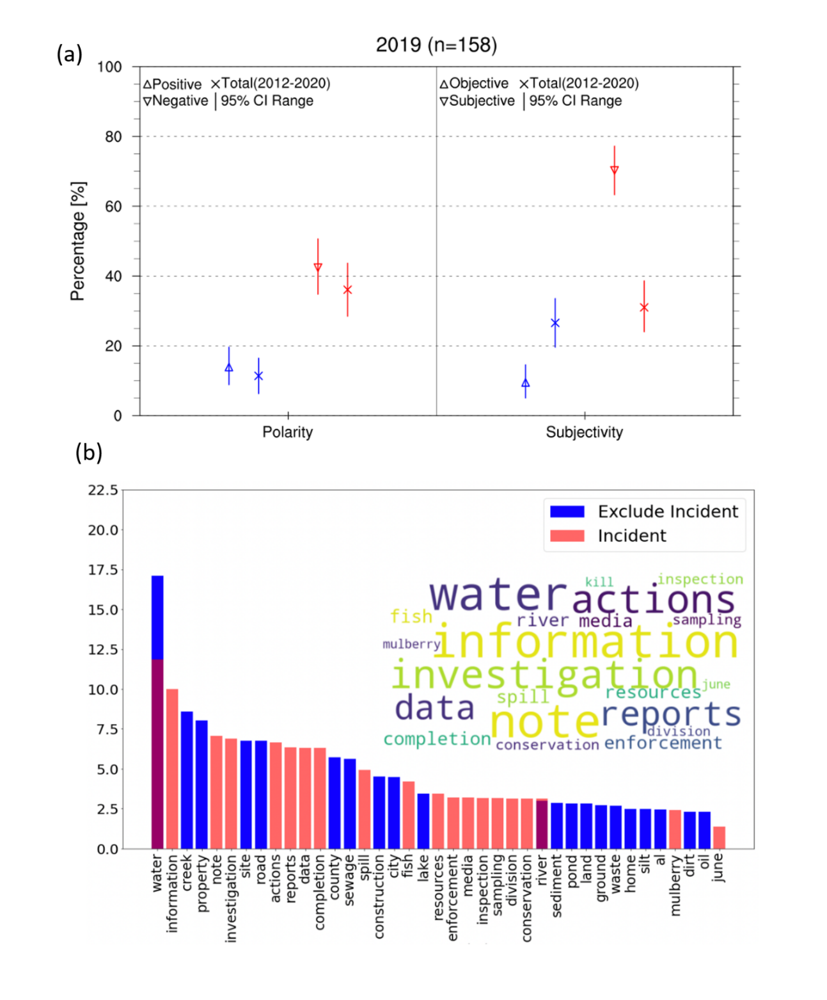 (a)
2019 (n=158)
△Positive ×Total(2012-2020)
▽Negative | 95% CI Range
△Objective ×Total(2012-2020)
▽Subjective | 95% CI Range
100
80
60
40
20
0
Percentage [%]
Polarity
Subjectivity
(b)
22.5
20.0
17.5
15.0
12.5
10.0
7.5
5.0
2.5
0.0
Exclude Incident
Incident
kill
inspection
water
actions
fish
river
media
sampling
mulberry
information
investigation
june
spill
resources
data
note
reports
division
completion
conservation
enforcement
water
information
creek
property
note
investigation
site
road
actions
reports
data
completion
county
sewage
spill
construction
city
fish
lake
resources
enforcement
media
inspection
sampling
division
conservation
river
sediment
pond
land
ground
waste
home
silt
al
mulberry
dirt
oil
june